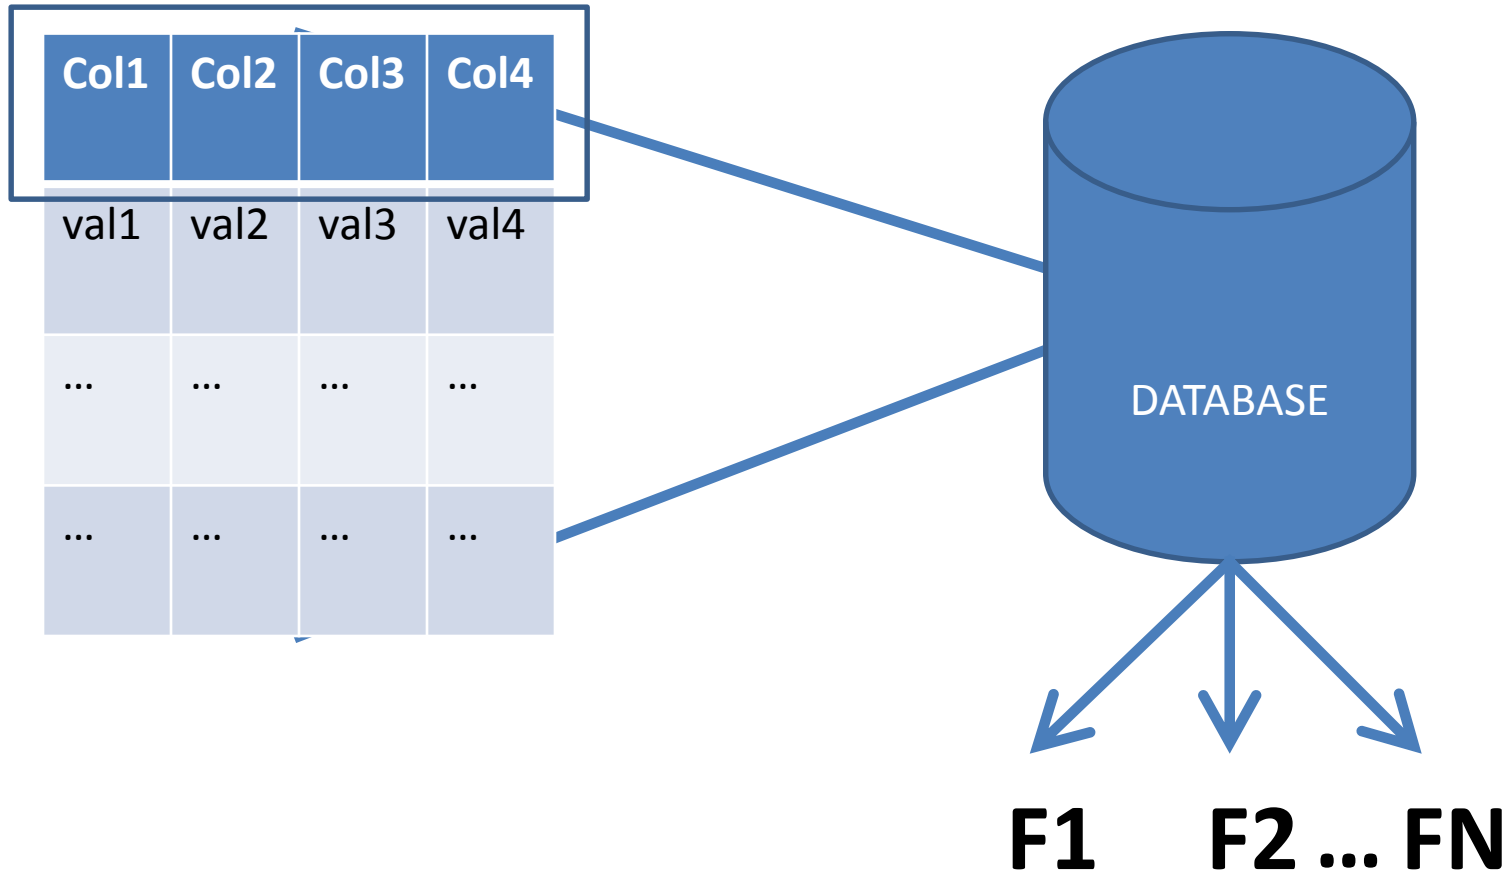 Col1 Col2 Col3 Col4
val1 val2 val3 val4
... ... ... ...
... ... ... ...
DATABASE
F1 F2 ... FN